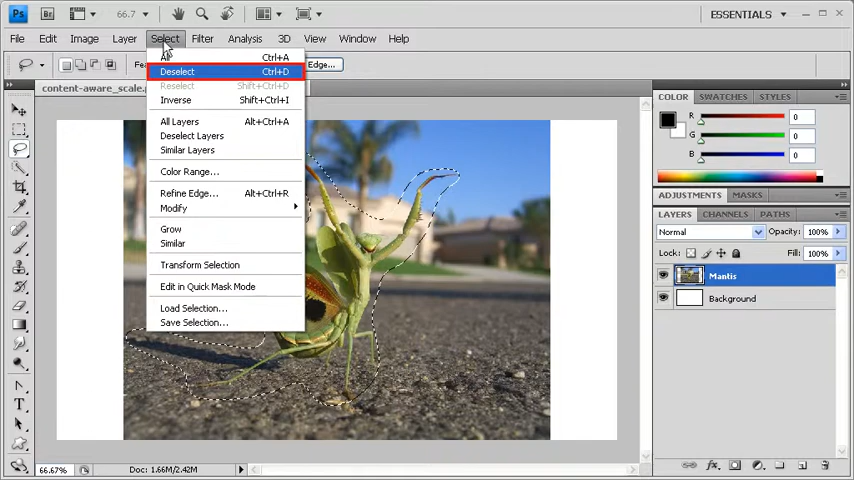 Ps Br 66.7 ESSENTIALS
File Edit Image Layer Select Filter Analysis 3D View Window Help
Edge...
content-aware_scale.p
All Ctrl+A
Deselect Ctrl+D
Reselect Shift+Ctrl+D
Inverse Shift+Ctrl+I
All Layers Alt+Ctrl+A
Deselect Layers
Similar Layers
Color Range...
Refine Edge... Alt+Ctrl+R
Modify
Grow
Similar
Transform Selection
Edit in Quick Mask Mode
Load Selection...
Save Selection...
COLOR SWATCHES STYLES
R 0
G 0
B 0
ADJUSTMENTS MASKS
LAYERS CHANNELS PATHS
Normal Opacity: 100%
Lock: Fill: 100%
Mantis
Background
66.67% Doc: 1.66M/2.42M